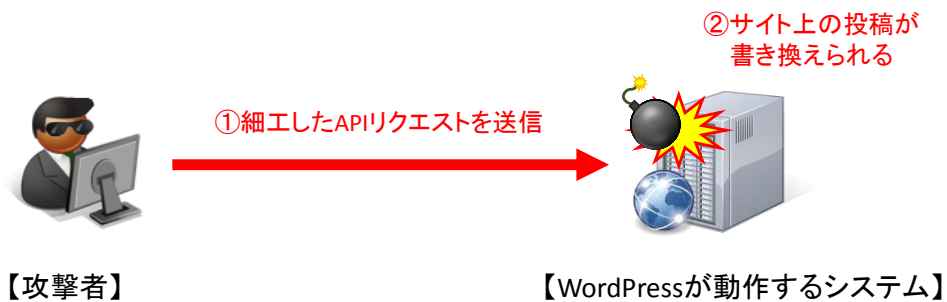 ②サイト上の投稿が
書き換えられる
①細工したAPIリクエストを送信
【攻撃者】
【WordPressが動作するシステム】